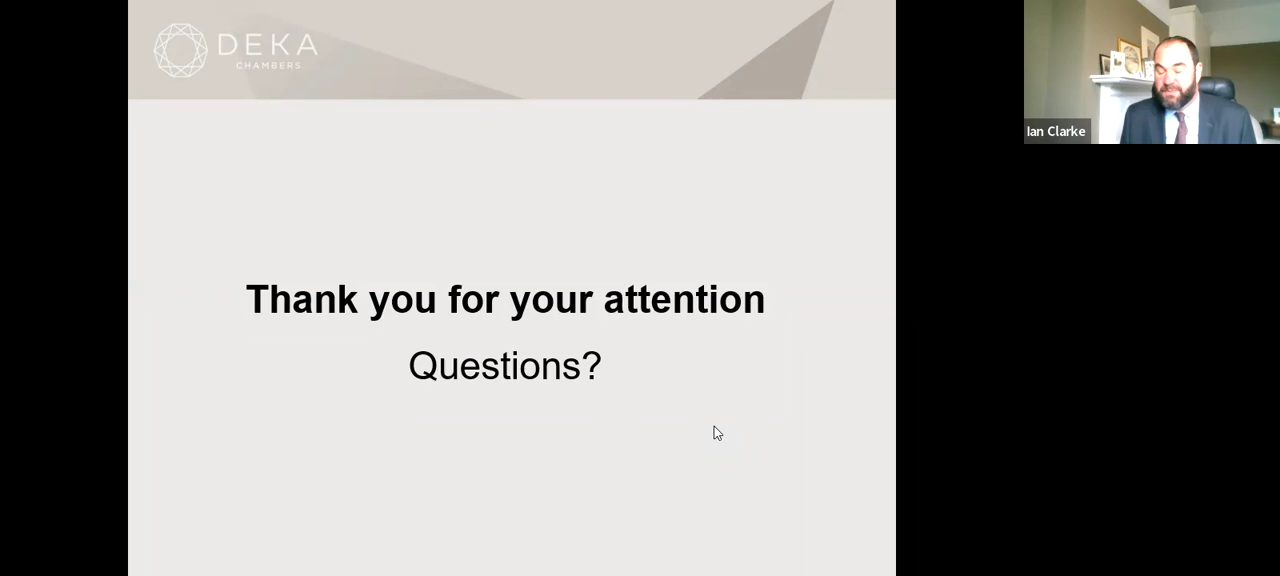 DEKA
CHAMBERS
Ian Clarke
Thank you for your attention
Questions?